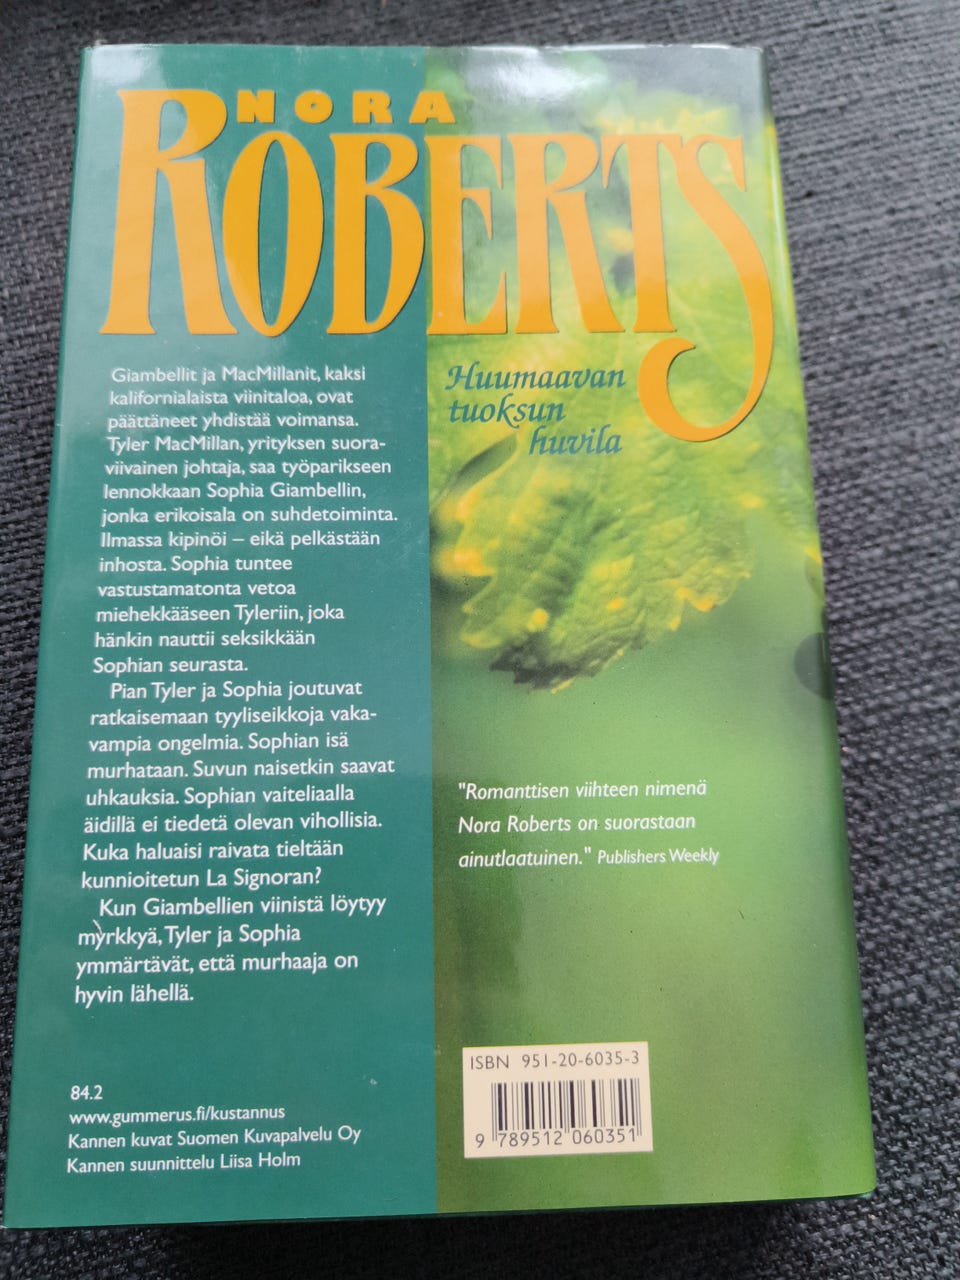 NORA
ROBERTS
Giambellit ja MacMillanit, kaksi
kalifornialaista viinitaloa, ovat
päättäneet yhdistää voimansa.
Tyler MacMillan, yrityksen suora-
viivainen johtaja, saa työparikseen
lennokkaan Sophia Giambellin,
jonka erikoisala on suhdetoiminta.
Ilmassa kipinöi – eikä pelkästään
inhosta. Sophia tuntee
vastustamatonta vetoa
miehekkääseen Tyleriin, joka
hänkin nauttii seksikkään
Sophian seurasta.
Pian Tyler ja Sophia joutuvat
ratkaisemaan tyyliseikkoja vaka-
vampia ongelmia. Sophian isä
murhataan. Suvun naisetkin saavat
uhkauksia. Sophian vaiteliaalla
äidillä ei tiedetä olevan vihollisia.
Kuka haluaisi raivata tieltään
kunnioitetun La Signoran?
Kun Giambellien viinistä löytyy
myrkkyä, Tyler ja Sophia
ymmärtävät, että murhaaja on
hyvin lähellä.
84.2
www.gummerus.fi/kustannus
Kannen kuvat Suomen Kuvapalvelu Oy
Kannen suunnittelu Liisa Holm
Huumaavan
tuoksun
huvila
"Romanttisen viihteen nimenä
Nora Roberts on suorastaan
ainutlaatuinen." Publishers Weekly
ISBN 951-20-6035-3
9 789512 060351